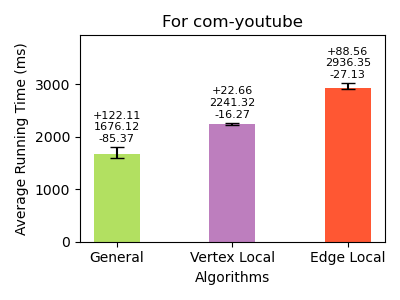 For com-youtube
Average Running Time (ms)
3000
2000
1000
0
+122.11
1676.12
-85.37
+22.66
2241.32
-16.27
+88.56
2936.35
-27.13
General
Vertex Local
Edge Local
Algorithms